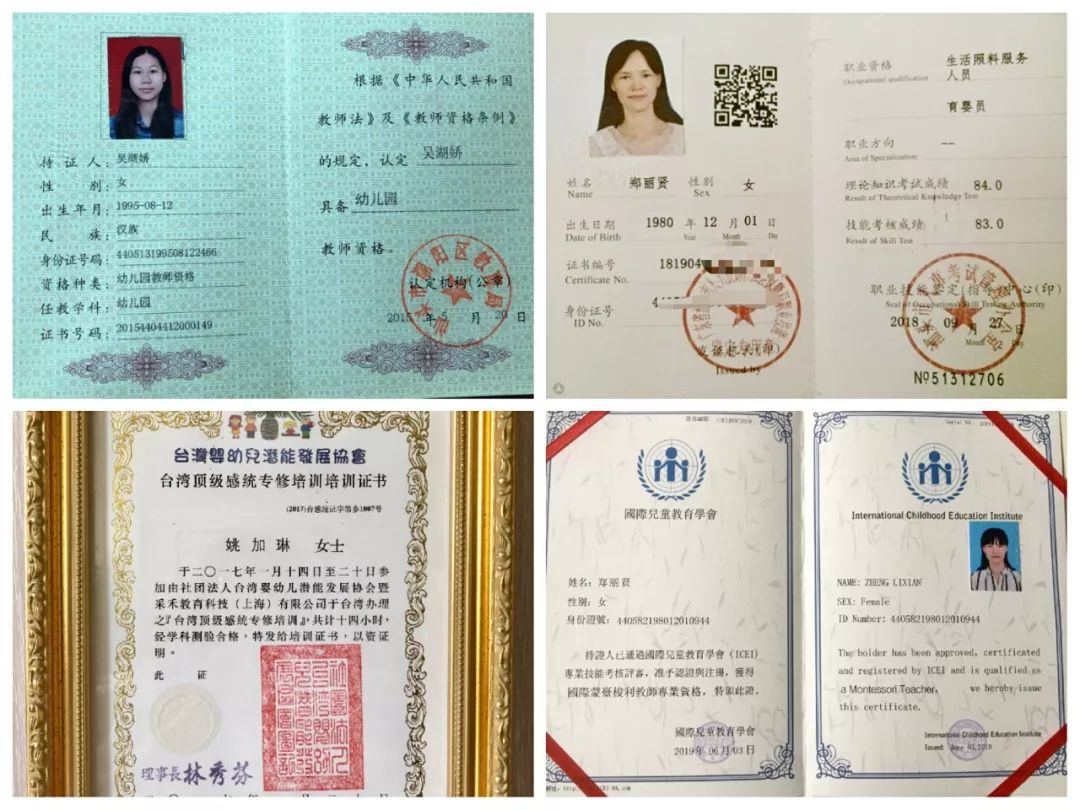 持证人：吴湖娇
性别：女
出生年月：1995-08-12
民族：汉族
身份证号码：440513199508122466
资格种类：幼儿园教师资格
任教学科：幼儿园
证书号码：20154404412000149
根据《中华人民共和国
教师法》及《教师资格条例》
的规定，认定 吴湖娇
具备 幼儿园
教师资格。
认定机构(公章)
2015年5月20日
职业资格 生活照料服务
Occupational qualification 人员
育婴员
职业方向 --
Area of Specialization
姓名 郑丽贤 性别 女
Name Sex
理论知识考试成绩 84.0
Result of Theoretical Knowledge Test
出生日期 1980 年 12 月 01 日
Date of Birth Year Month Day
技能考核成绩 83.0
Result of Skill Test
证书编号 181904
Certificate No.
身份证号
ID No.
职业技能鉴定(指导)中心(印)
Seal of Occupational Skill Testing Authority
2018 年 09 月 27 日
Year Month Day
发证机关(印)
Issued by
No 51312706
台灣嬰幼兒潛能發展協會
台湾顶级感统专修培训培训证书
(2017)台感统证字第参1007号
姚加琳 女士
于二〇一七年一月十四日至二十日参
加由社团法人台湾婴幼儿潜能发展协会暨
采禾教育科技（上海）有限公司于台湾办理
之『台湾顶级感统专修培训』，共计十四小时，
经学科测验合格，特发给培训证书，以资证
明。
此证
理事長 林秀芬
國際兒童教育學會
姓名：郑丽贤
性別：女
身份證號：440582198012010944
持證人已通過國際兒童教育學會（ICEI）
專業技能考核評審，准予認證與注冊，獲得
國際蒙臺梭利教師專業資格，特頒此證。
國際兒童教育學會
2019年06月03日
International Childhood Education Institute
NAME: ZHENG LIXIAN
SEX: Female
ID Number: 440582198012010944
The holder has been approved, certificated
and registered by ICEI and is qualified as
a Montessori Teacher, we hereby issue
this certificate.
International Childhood Education Institute
Issued: June 03,2019